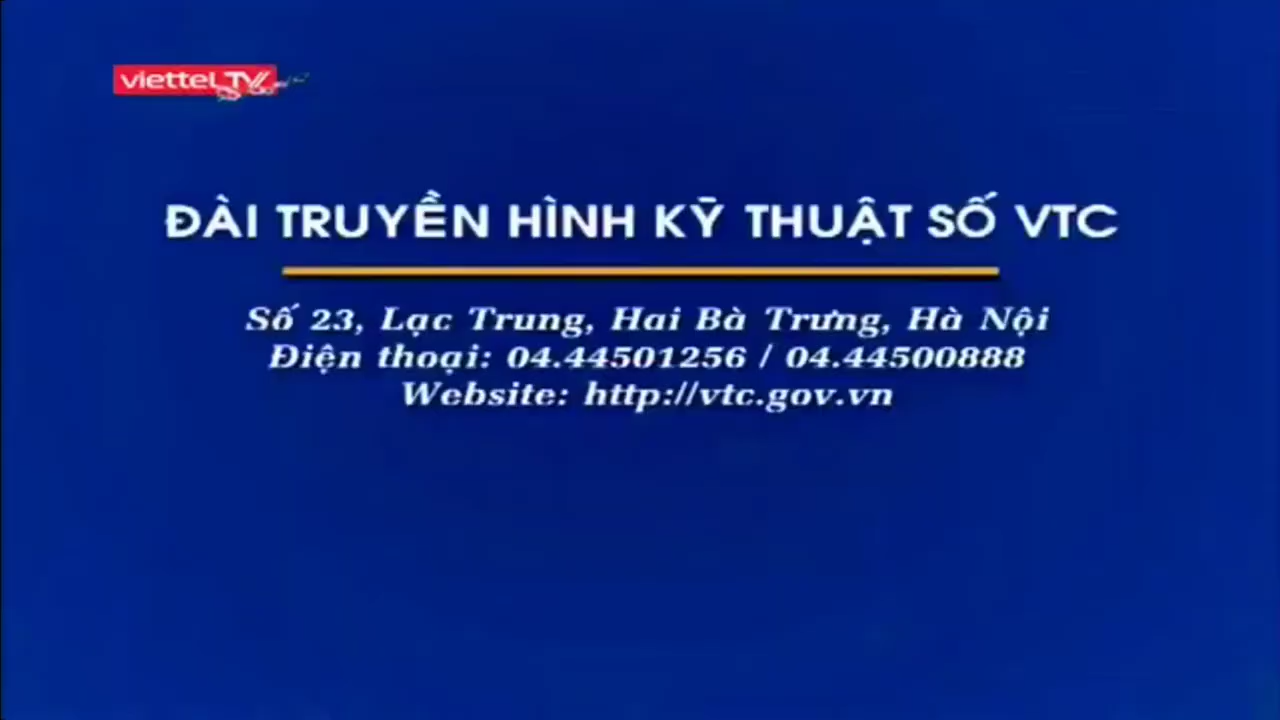 viettel TV
ĐÀI TRUYỀN HÌNH KỸ THUẬT SỐ VTC
Số 23, Lạc Trung, Hai Bà Trưng, Hà Nội
Điện thoại: 04.44501256 / 04.44500888
Website: http://vtc.gov.vn